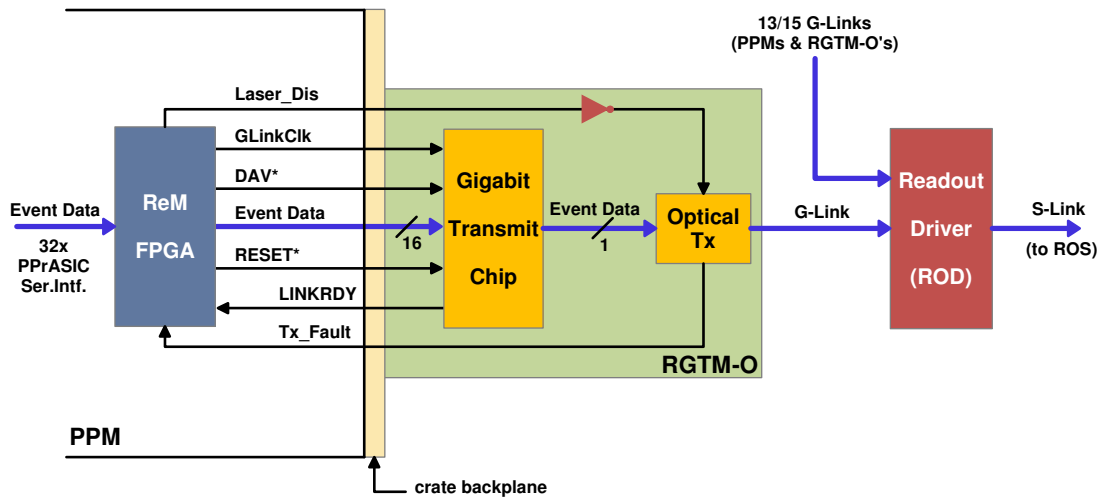 13/15 G-Links
(PPMs & RGTM-O's)
Laser_Dis
GLinkClk
DAV*
Event Data
RESET*
LINKRDY
Tx_Fault
Event Data
32x
PPrASIC
Ser.Intf.
ReM
FPGA
16
Gigabit
Transmit
Chip
Event Data
1
Optical
Tx
G-Link
Readout
Driver
(ROD)
S-Link
(to ROS)
RGTM-O
PPM
crate backplane